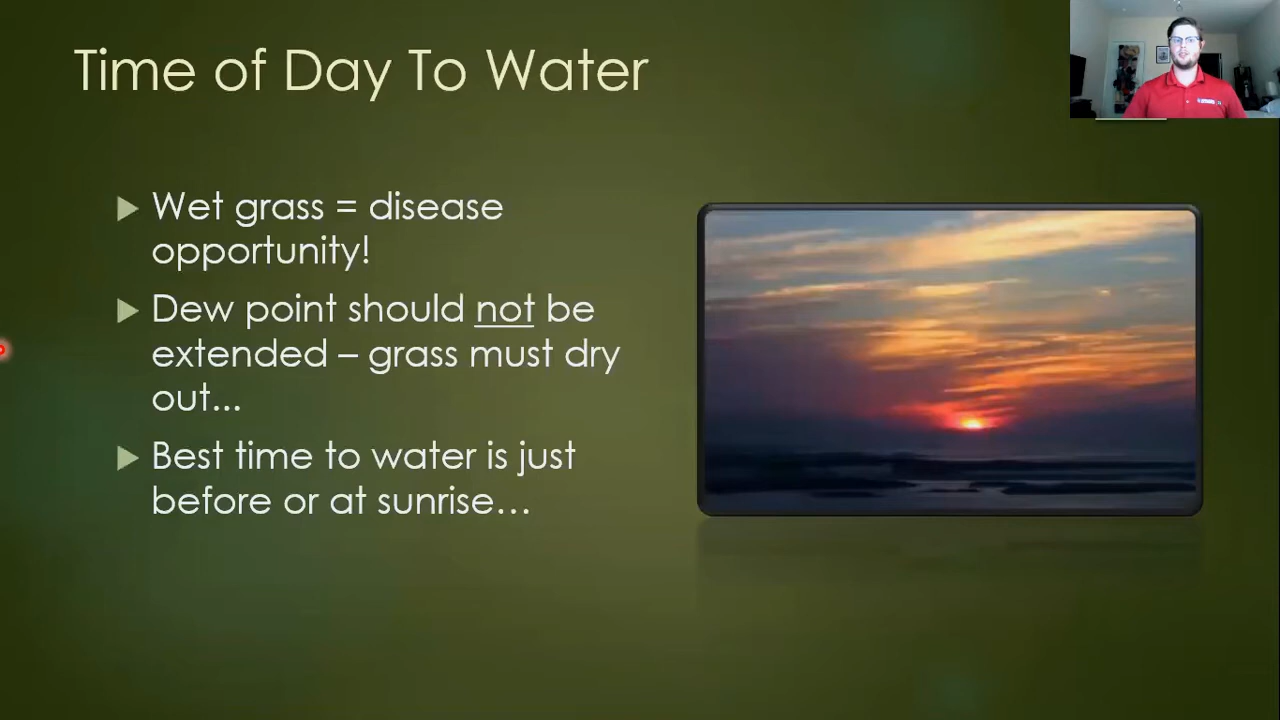 Time of Day To Water
Wet grass = disease
opportunity!
Dew point should not be
extended – grass must dry
out...
Best time to water is just
before or at sunrise…